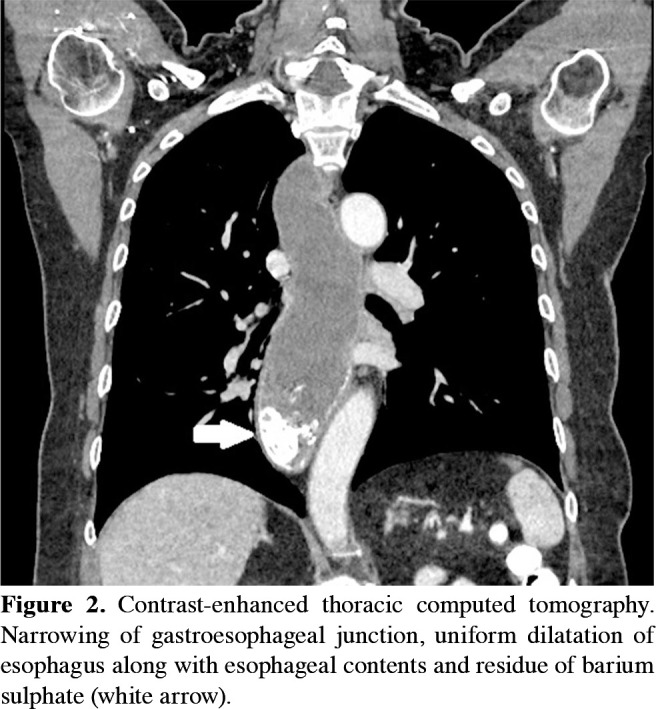 Figure 2. Contrast-enhanced thoracic computed tomography.
Narrowing of gastroesophageal junction, uniform dilatation of
esophagus along with esophageal contents and residue of barium
sulphate (white arrow).